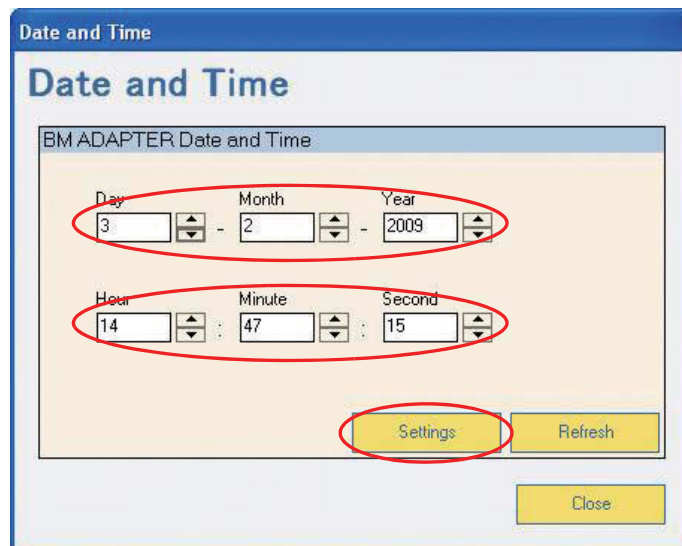 Date and Time
Date and Time
BM ADAPTER Date and Time
Day Month Year
3 - 2 - 2009
Hour Minute Second
14 : 47 : 15
Settings Refresh
Close